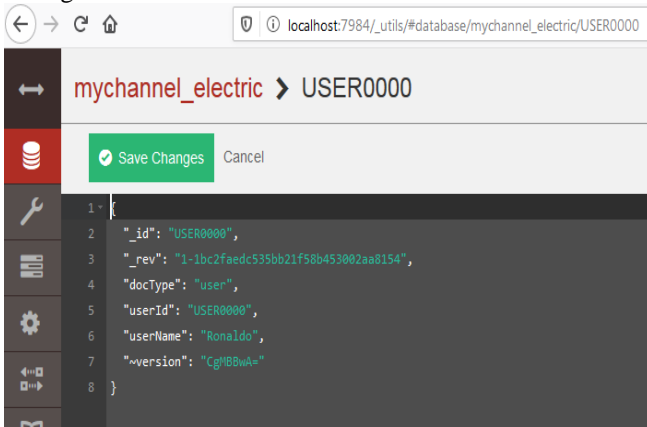 localhost:7984/_utils/#database/mychannel_electric/USER0000
mychannel_electric > USER0000
Save Changes Cancel
1 {
2 "_id": "USER0000",
3 "_rev": "1-1bc2faedc535bb21f58b453002aa8154",
4 "docType": "user",
5 "userId": "USER0000",
6 "userName": "Ronaldo",
7 "~version": "CgMBBwA="
8 }